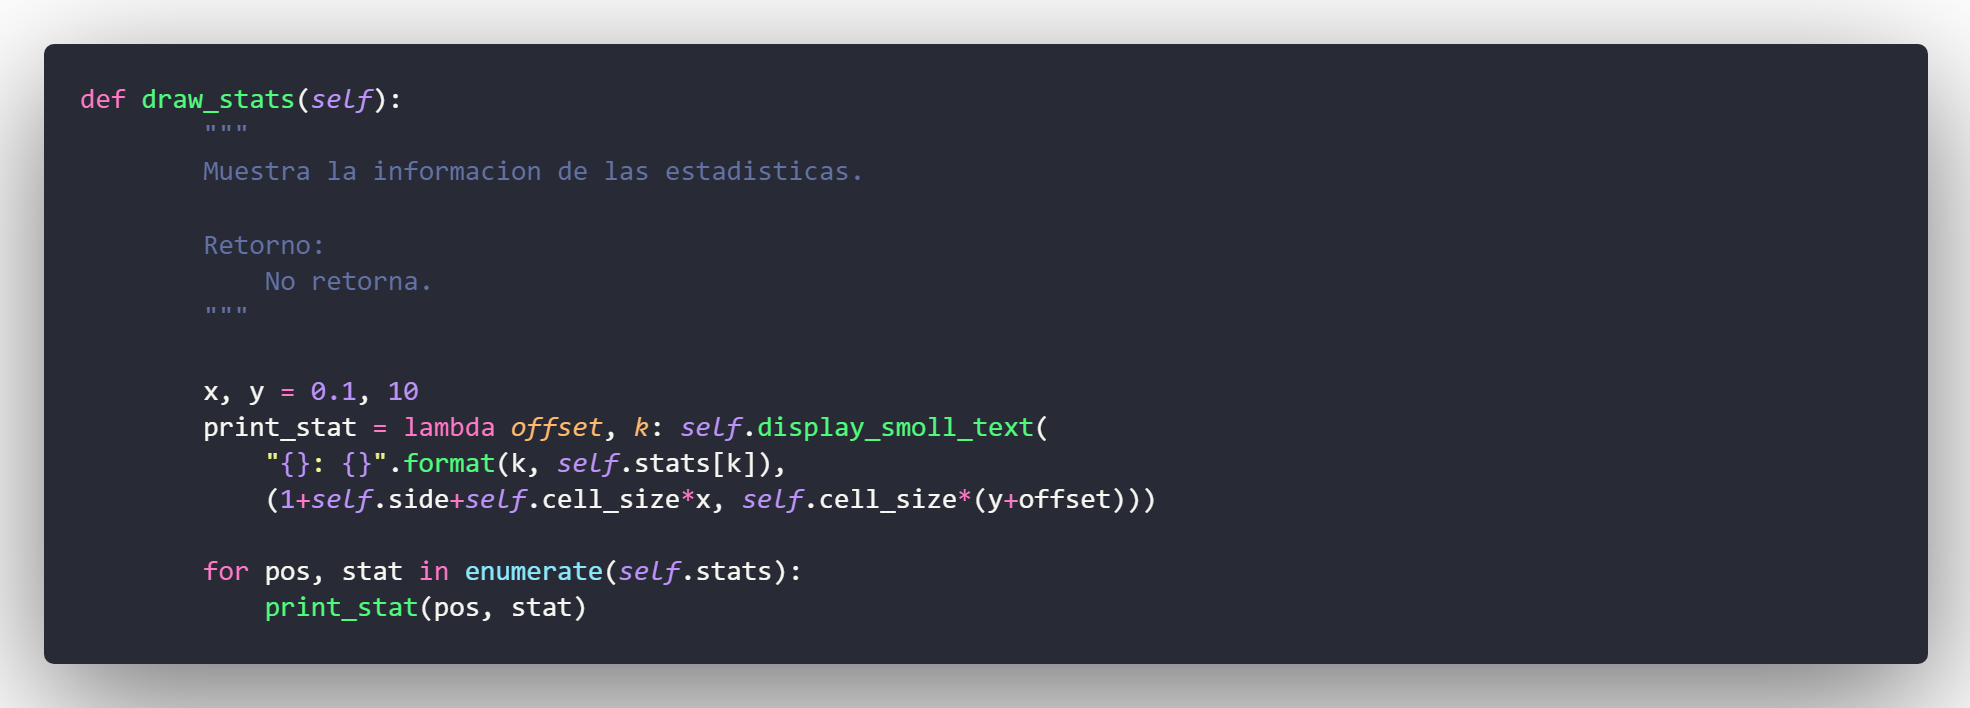 def draw_stats(self):
        """
        Muestra la informacion de las estadisticas.

        Retorno:
            No retorna.
        """

        x, y = 0.1, 10
        print_stat = lambda offset, k: self.display_smoll_text(
            "{}: {}".format(k, self.stats[k]),
            (1+self.side+self.cell_size*x, self.cell_size*(y+offset)))

        for pos, stat in enumerate(self.stats):
            print_stat(pos, stat)